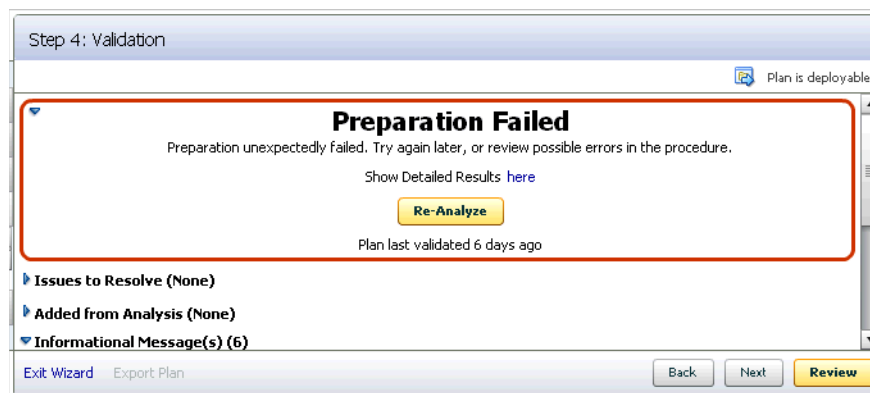 Step 4: Validation
Plan is deployable
Preparation Failed
Preparation unexpectedly failed. Try again later, or review possible errors in the procedure.
Show Detailed Results here
Re-Analyze
Plan last validated 6 days ago
Issues to Resolve (None)
Added from Analysis (None)
Informational Message(s) (6)
Exit Wizard Export Plan Back Next Review